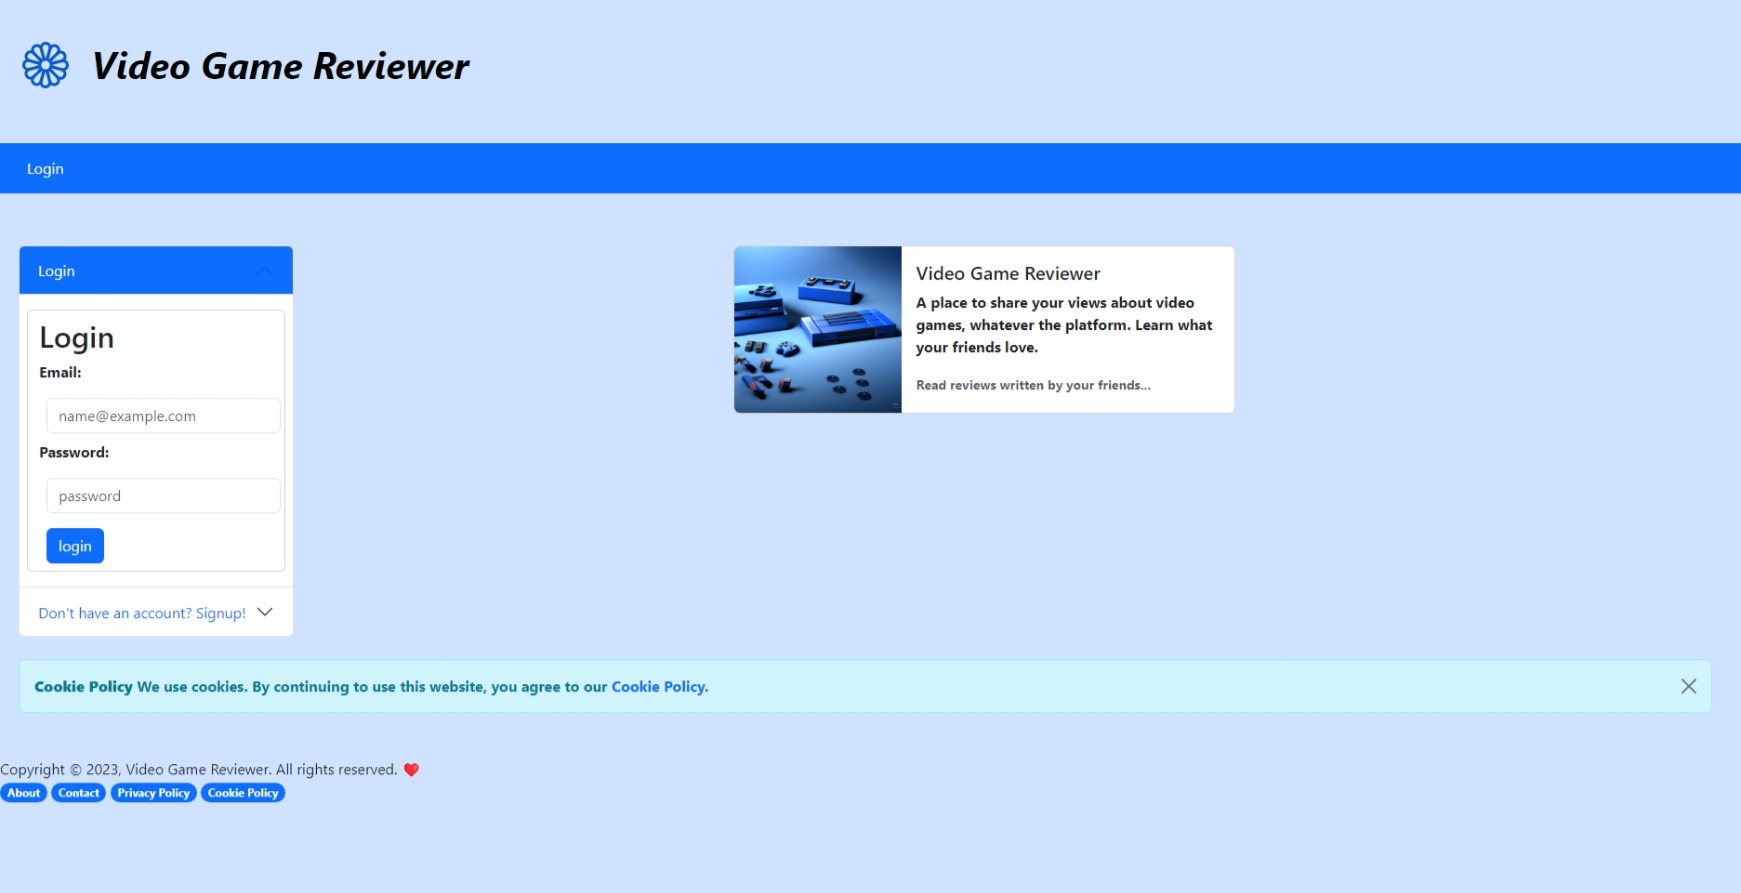 Video Game Reviewer
Login
Login
Login
Email:
name@example.com
Password:
password
login
Don't have an account? Signup!
Video Game Reviewer
A place to share your views about video
games, whatever the platform. Learn what
your friends love.
Read reviews written by your friends...
Cookie Policy We use cookies. By continuing to use this website, you agree to our Cookie Policy.
Copyright © 2023, Video Game Reviewer. All rights reserved. ❤️
About Contact Privacy Policy Cookie Policy